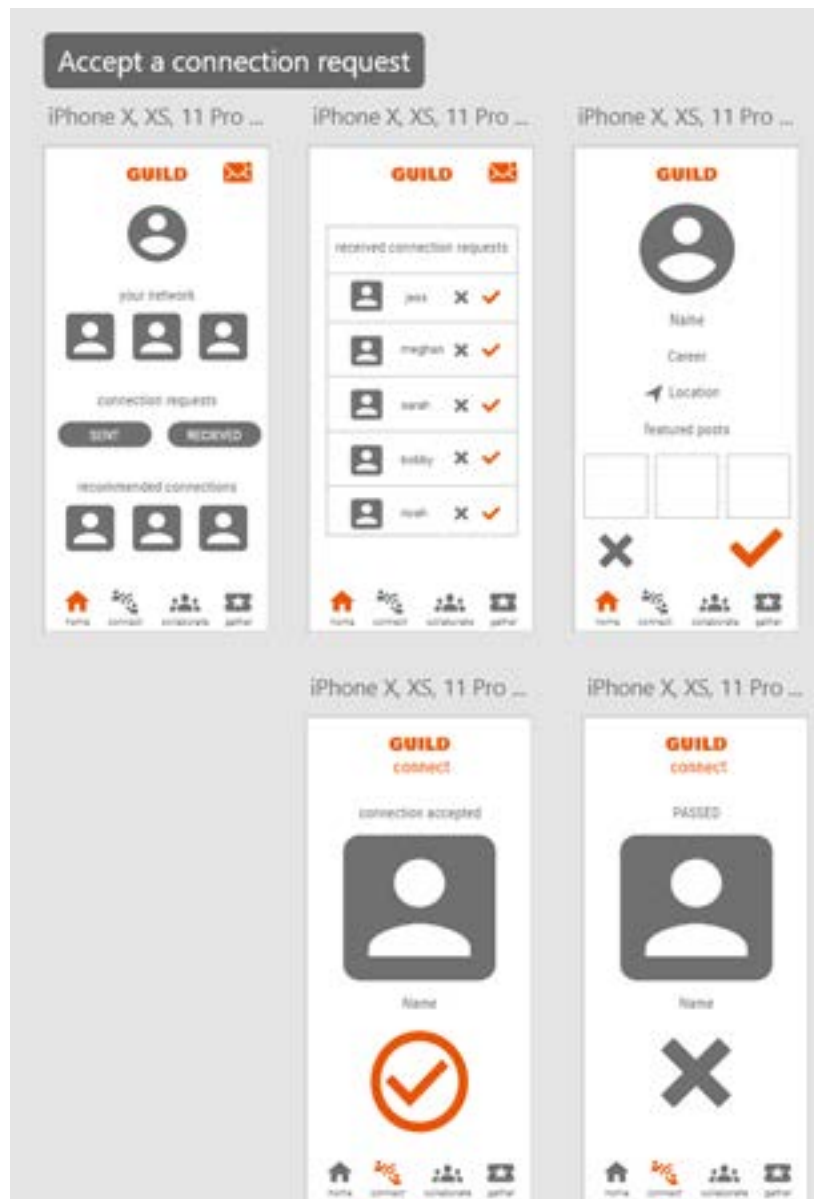 Accept a connection request
iPhone X, XS, 11 Pro ...
iPhone X, XS, 11 Pro ...
iPhone X, XS, 11 Pro ...
GUILD
your network
connection requests
SENT
RECIEVED
recommended connections
home connect collaborate gather
GUILD
received connection requests
jess
meghan
sarah
bobby
noah
home connect collaborate gather
GUILD
Name
Career
Location
featured posts
home connect collaborate gather
iPhone X, XS, 11 Pro ...
iPhone X, XS, 11 Pro ...
GUILD
connect
connection accepted
Name
home connect collaborate gather
GUILD
connect
PASSED
Name
home connect collaborate gather